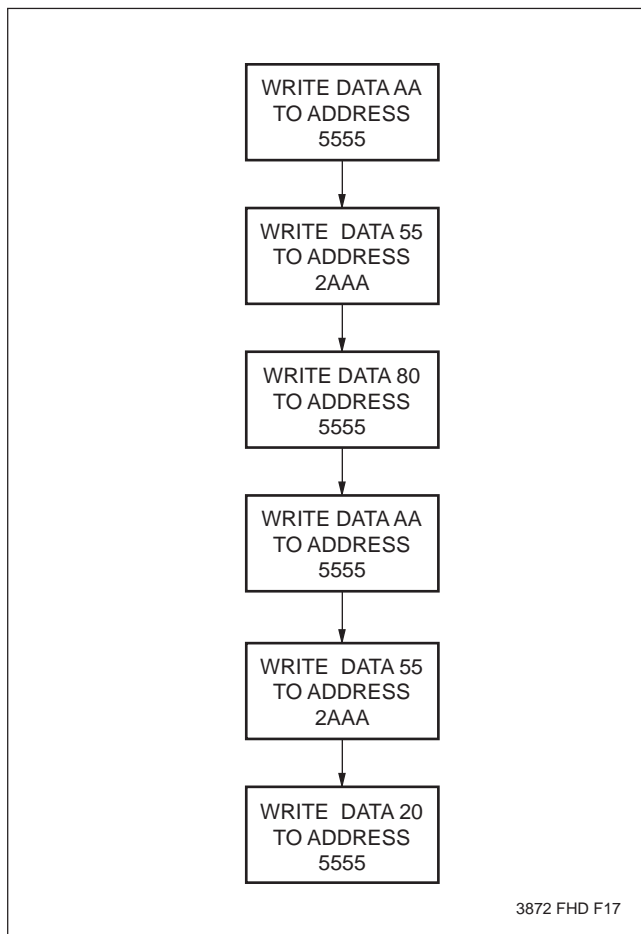 WRITE DATA AA
TO ADDRESS
5555
WRITE DATA 55
TO ADDRESS
2AAA
WRITE DATA 80
TO ADDRESS
5555
WRITE DATA AA
TO ADDRESS
5555
WRITE DATA 55
TO ADDRESS
2AAA
WRITE DATA 20
TO ADDRESS
5555
3872 FHD F17